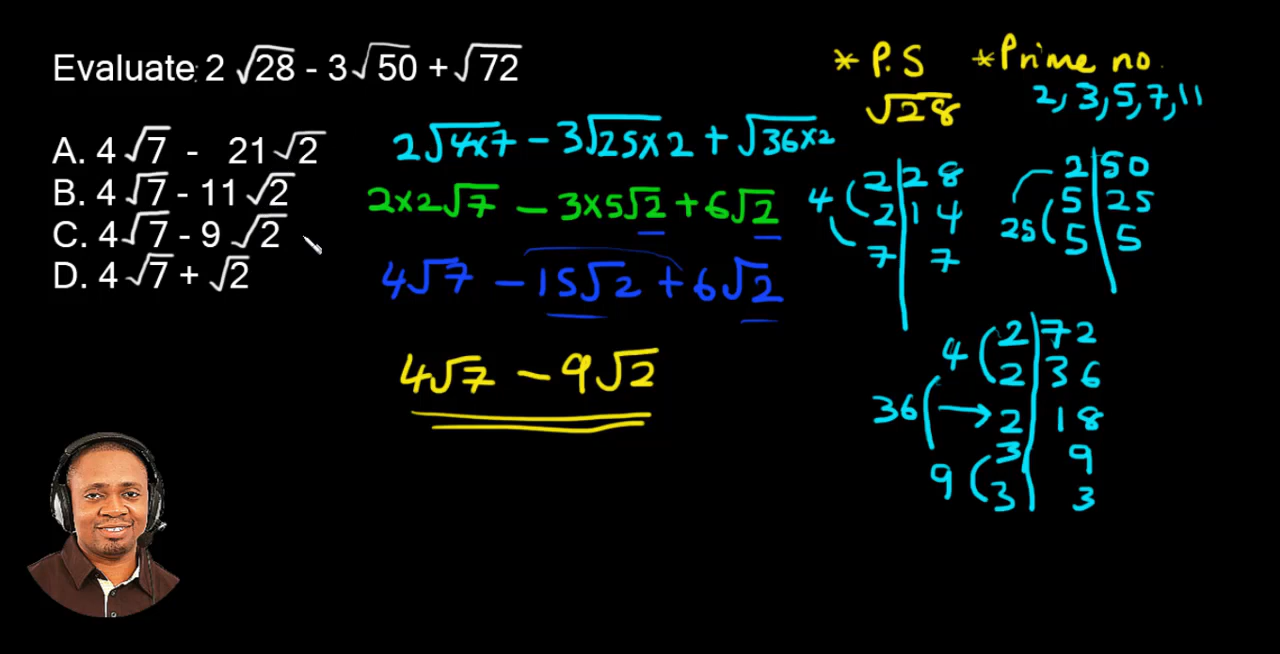 Evaluate: 2 √28 - 3√50 + √72
A. 4 √7 - 21√2
B. 4 √7 - 11 √2
C. 4√7 - 9 √2
D. 4 √7 + √2
2√4x7 - 3√25x2 + √36x2
2x2√7 - 3x5√2 + 6√2
4√7 - 15√2 + 6√2
4√7 - 9√2
* P.S
√28
* Prime no.
2, 3, 5, 7, 11
4 ( 2 | 28
2 | 14
7 | 7
2 | 50
25 ( 5 | 25
5 | 5
4 ( 2 | 72
2 | 36
36 ( → 2 | 18
3 | 9
9 ( 3 | 3